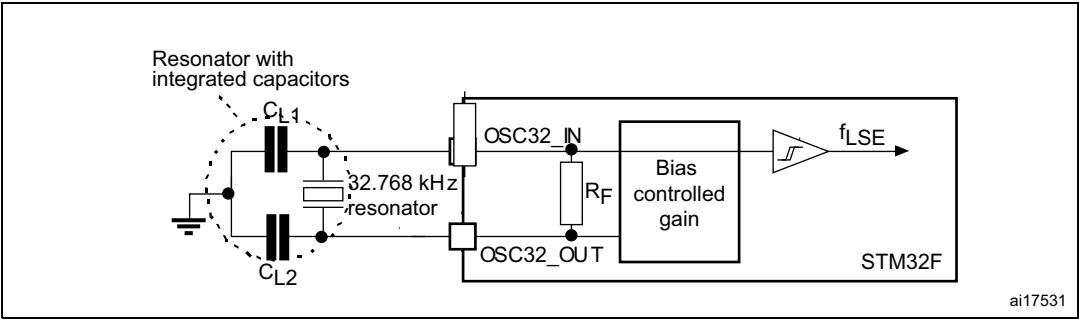 Resonator with
integrated capacitors
CL1
OSC32_IN
fLSE
32.768 kHz
resonator
RF
Bias
controlled
gain
OSC32_OUT
STM32F
CL2
ai17531